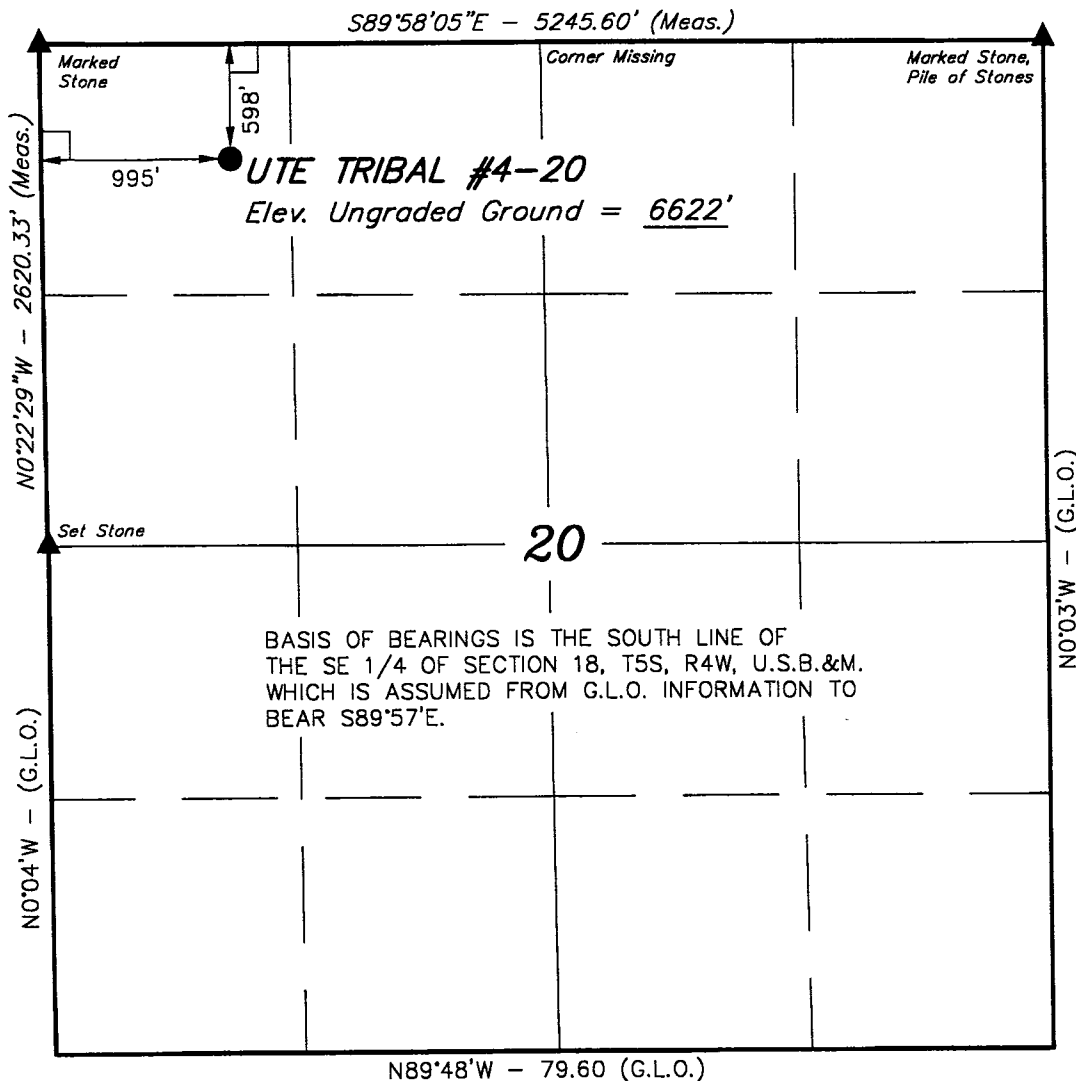 S89°58'05"E - 5245.60' (Meas.)
Marked
Stone
Corner Missing
Marked Stone,
Pile of Stones
598'
995'
UTE TRIBAL #4-20
Elev. Ungraded Ground = 6622'
N0°22'29"W - 2620.33' (Meas.)
Set Stone
20
N0°03'W - (G.L.O.)
BASIS OF BEARINGS IS THE SOUTH LINE OF
THE SE 1/4 OF SECTION 18, T5S, R4W, U.S.B.&M.
WHICH IS ASSUMED FROM G.L.O. INFORMATION TO
BEAR S89°57'E.
N0°04'W - (G.L.O.)
N89°48'W - 79.60 (G.L.O.)